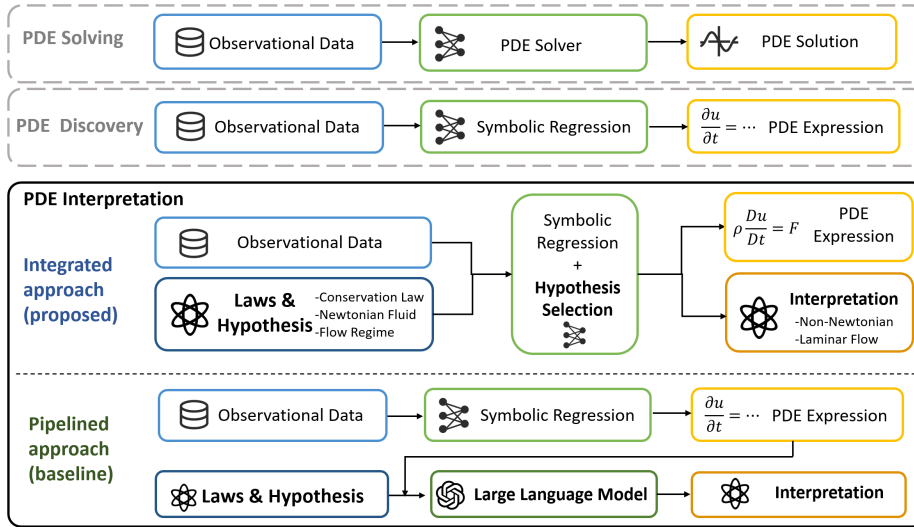 PDE Solving
Observational Data
PDE Solver
PDE Solution
PDE Discovery
Observational Data
Symbolic Regression
∂u/∂t = ⋯ PDE Expression
PDE Interpretation
Integrated
approach
(proposed)
Observational Data
Laws &
Hypothesis
-Conservation Law
-Newtonian Fluid
-Flow Regime
Symbolic
Regression
+
Hypothesis
Selection
ρ Du/Dt = F
PDE
Expression
Interpretation
-Non-Newtonian
-Laminar Flow
Pipelined
approach
(baseline)
Observational Data
Symbolic Regression
∂u/∂t = ⋯ PDE Expression
Laws & Hypothesis
Large Language Model
Interpretation